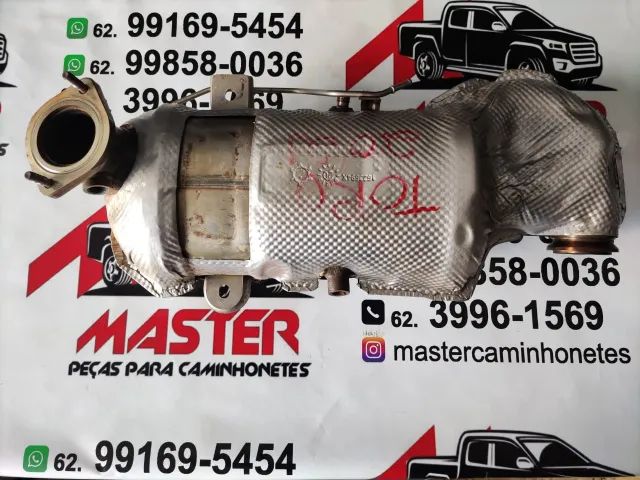 62. 99169-5454
62. 99858-0036
3996-1569
TORO
858-0036
62. 3996-1569
mastercaminhonetes
MASTER
PEÇAS PARA CAMINHONETES
62. 99169-5454